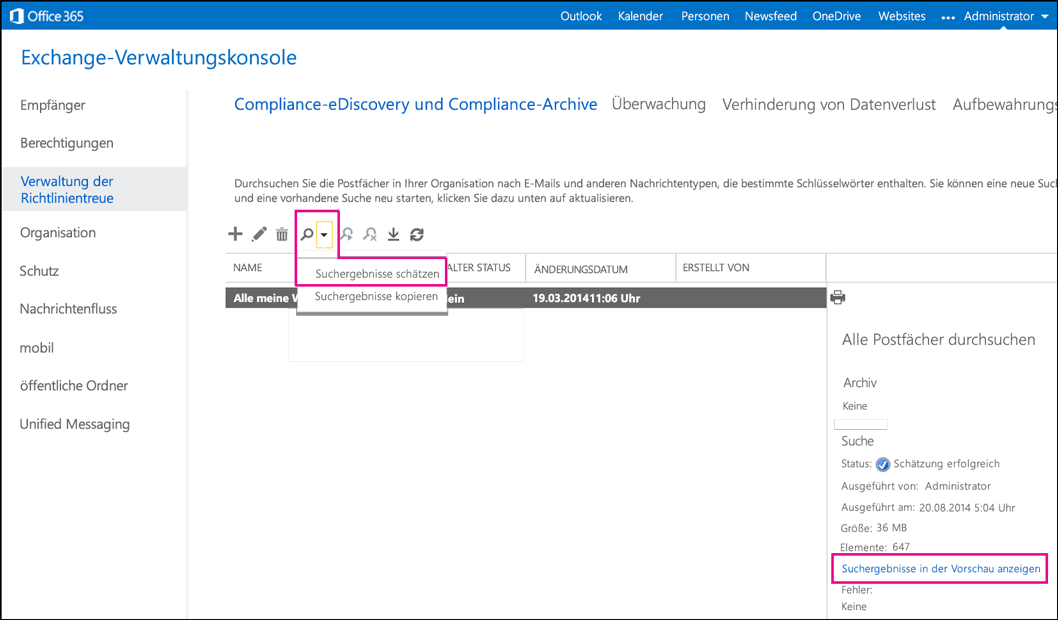 Office 365
Outlook Kalender Personen Newsfeed OneDrive Websites ••• Administrator
Exchange-Verwaltungskonsole
Empfänger
Berechtigungen
Verwaltung der
Richtlinientreue
Organisation
Schutz
Nachrichtenfluss
mobil
öffentliche Ordner
Unified Messaging
Compliance-eDiscovery und Compliance-Archive Überwachung Verhinderung von Datenverlust Aufbewahrungs
Durchsuchen Sie die Postfächer in Ihrer Organisation nach E-Mails und anderen Nachrichtentypen, die bestimmte Schlüsselwörter enthalten. Sie können eine neue Such
und eine vorhandene Suche neu starten, klicken Sie dazu unten auf aktualisieren.
NAME ALTER STATUS ÄNDERUNGSDATUM ERSTELLT VON
Suchergebnisse schätzen
Suchergebnisse kopieren
Alle meine ein 19.03.201411:06 Uhr
Alle Postfächer durchsuchen
Archiv
Keine
Suche
Status: Schätzung erfolgreich
Ausgeführt von: Administrator
Ausgeführt am: 20.08.2014 5:04 Uhr
Größe: 36 MB
Elemente: 647
Suchergebnisse in der Vorschau anzeigen
Fehler:
Keine